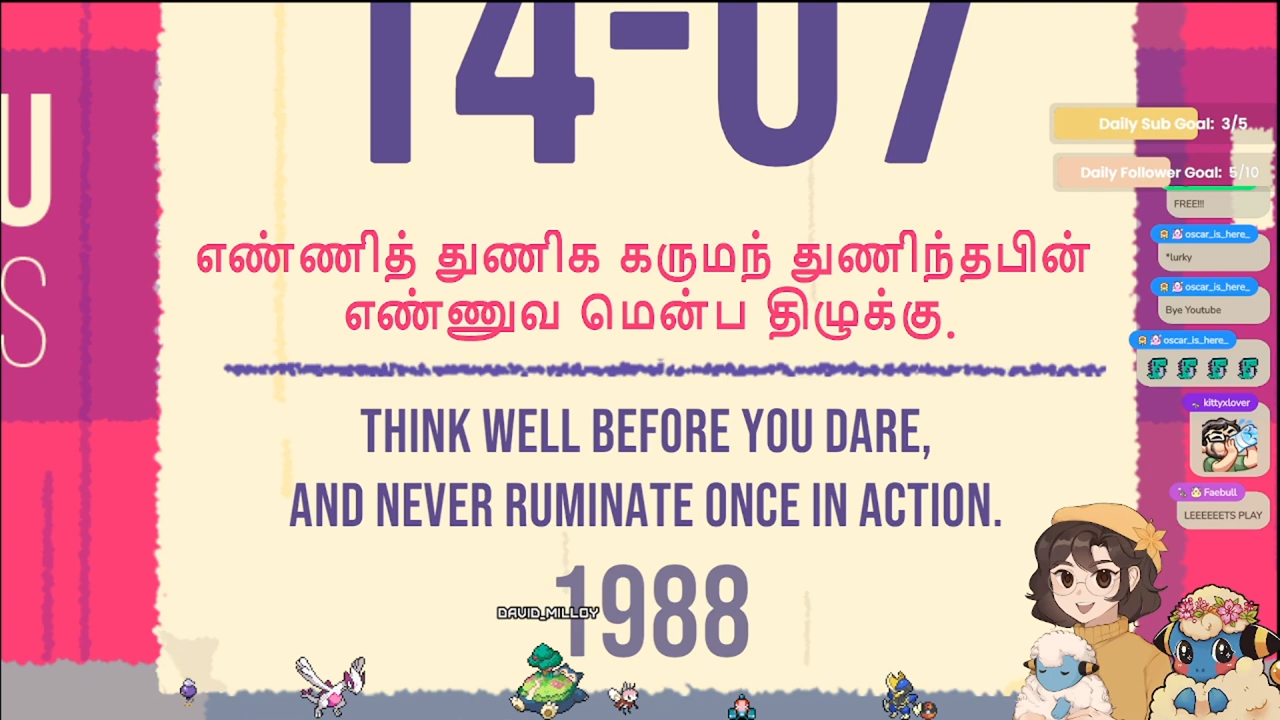 14-07
U
S
எண்ணித் துணிக கருமந் துணிந்தபின்
எண்ணுவ மென்ப திழுக்கு.
THINK WELL BEFORE YOU DARE,
AND NEVER RUMINATE ONCE IN ACTION.
1988
DAVID_MILLOY
Daily Sub Goal: 3/5
Daily Follower Goal: 5/10
FREE!!!
oscar_is_here_
*lurky
oscar_is_here_
Bye Youtube
oscar_is_here_
kittyxlover
Faebull
LEEEEEETS PLAY